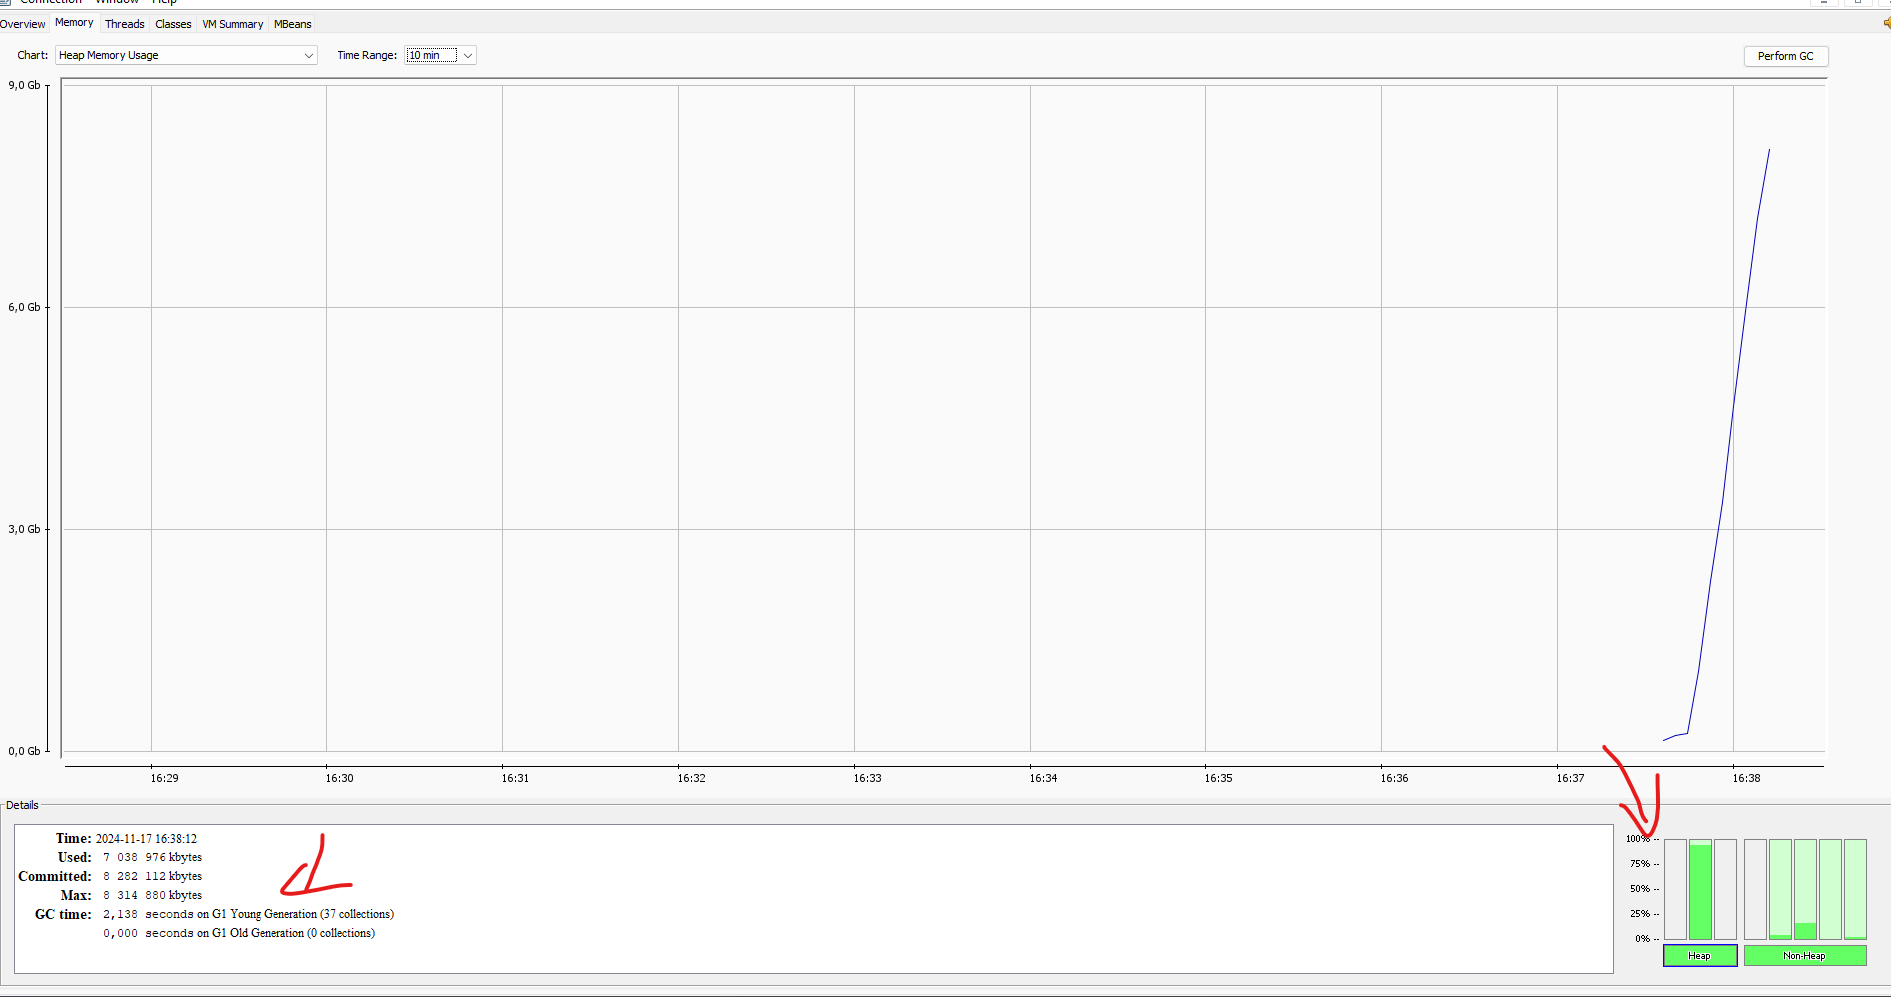 Connection Window Help
Overview Memory Threads Classes VM Summary MBeans
Chart: Heap Memory Usage Time Range: 10 min Perform GC
9,0 Gb
6,0 Gb
3,0 Gb
0,0 Gb
16:29 16:30 16:31 16:32 16:33 16:34 16:35 16:36 16:37 16:38
Details
Time: 2024-11-17 16:38:12
Used: 7 038 976 kbytes
Committed: 8 282 112 kbytes
Max: 8 314 880 kbytes
GC time: 2,138 seconds on G1 Young Generation (37 collections)
0,000 seconds on G1 Old Generation (0 collections)
100% --
75% --
50% --
25% --
0% --
Heap Non-Heap